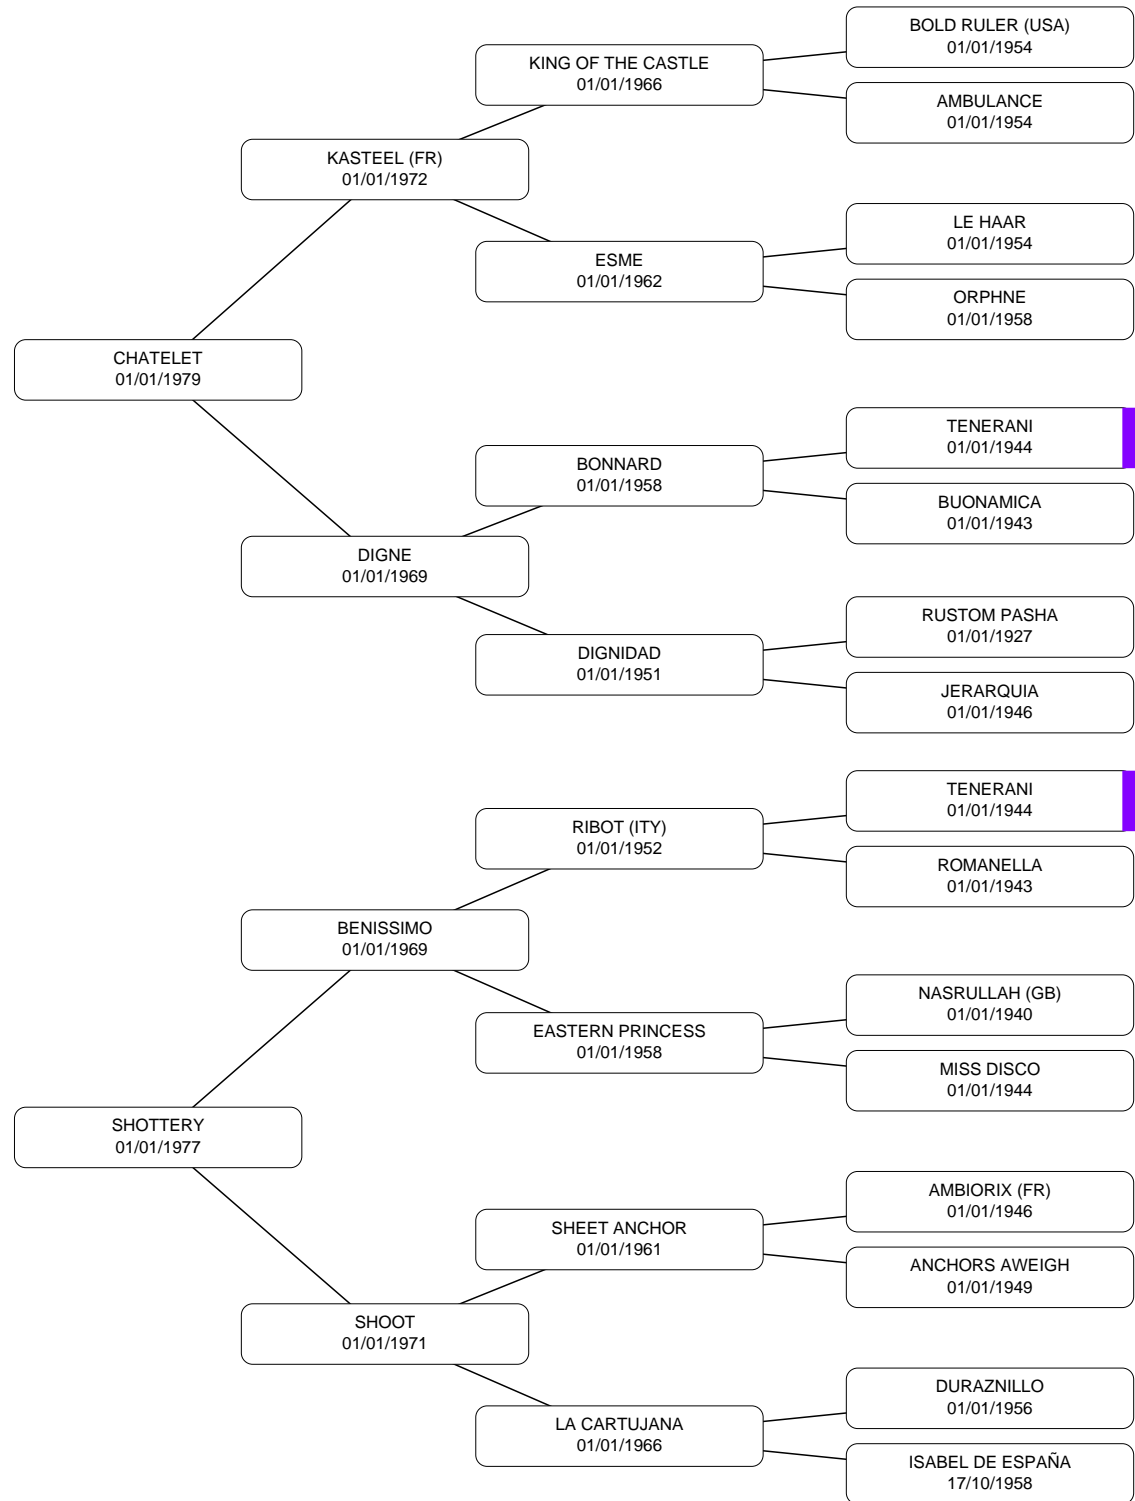 BOLD RULER (USA)
01/01/1954
KING OF THE CASTLE
01/01/1966
AMBULANCE
01/01/1954
KASTEEL (FR)
01/01/1972
LE HAAR
01/01/1954
ESME
01/01/1962
ORPHNE
01/01/1958
CHATELET
01/01/1979
TENERANI
01/01/1944
BONNARD
01/01/1958
BUONAMICA
01/01/1943
DIGNE
01/01/1969
RUSTOM PASHA
01/01/1927
DIGNIDAD
01/01/1951
JERARQUIA
01/01/1946
TENERANI
01/01/1944
RIBOT (ITY)
01/01/1952
ROMANELLA
01/01/1943
BENISSIMO
01/01/1969
NASRULLAH (GB)
01/01/1940
EASTERN PRINCESS
01/01/1958
MISS DISCO
01/01/1944
SHOTTERY
01/01/1977
AMBIORIX (FR)
01/01/1946
SHEET ANCHOR
01/01/1961
ANCHORS AWEIGH
01/01/1949
SHOOT
01/01/1971
DURAZNILLO
01/01/1956
LA CARTUJANA
01/01/1966
ISABEL DE ESPAÑA
17/10/1958